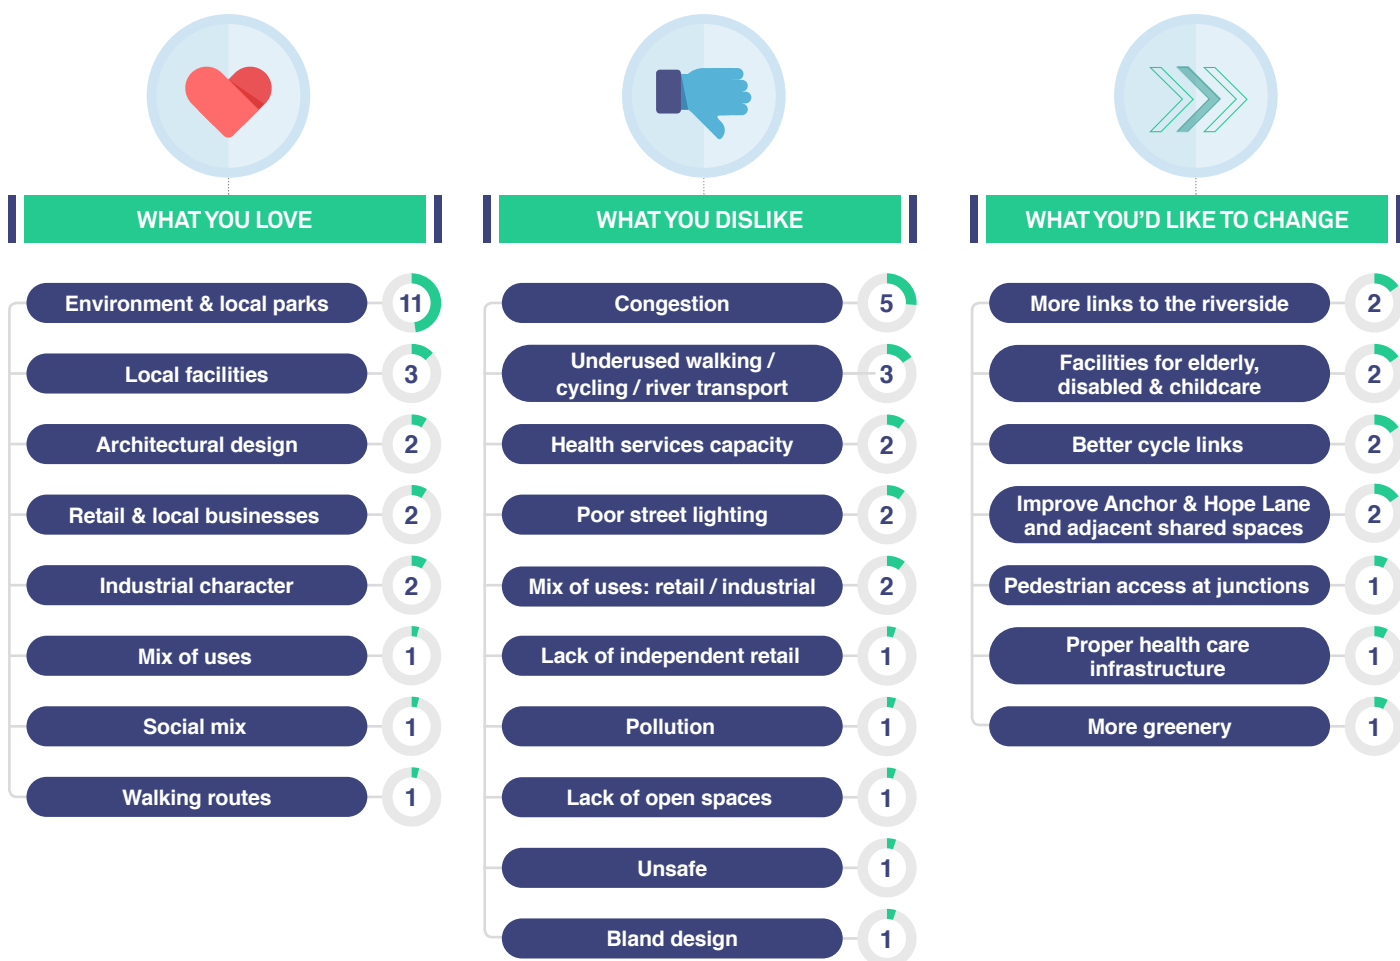 WHAT YOU LOVE
Environment & local parks
11
Local facilities
3
Architectural design
2
Retail & local businesses
2
Industrial character
2
Mix of uses
1
Social mix
1
Walking routes
1
WHAT YOU DISLIKE
Congestion
5
Underused walking /
cycling / river transport
3
Health services capacity
2
Poor street lighting
2
Mix of uses: retail / industrial
2
Lack of independent retail
1
Pollution
1
Lack of open spaces
1
Unsafe
1
Bland design
1
WHAT YOU’D LIKE TO CHANGE
More links to the riverside
2
Facilities for elderly,
disabled & childcare
2
Better cycle links
2
Improve Anchor & Hope Lane
and adjacent shared spaces
2
Pedestrian access at junctions
1
Proper health care
infrastructure
1
More greenery
1